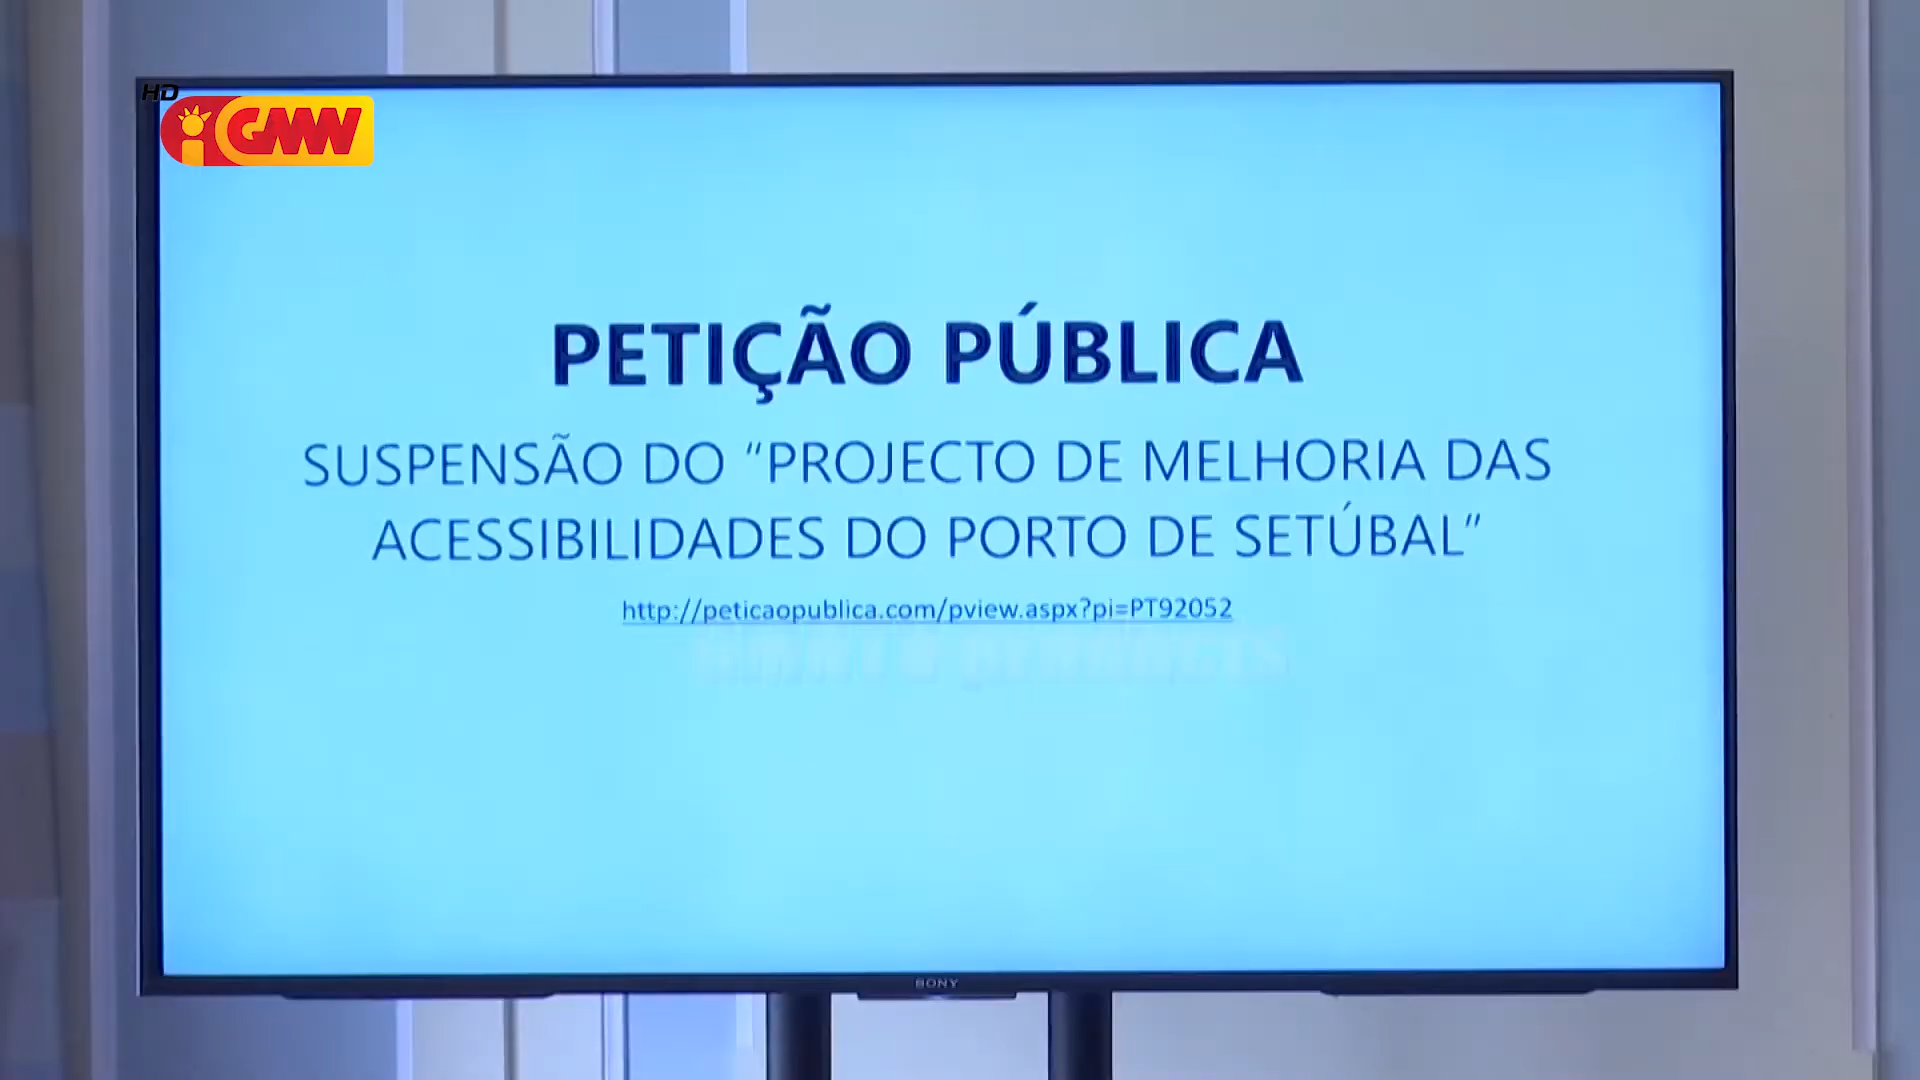 HD
iGMW
PETIÇÃO PÚBLICA
SUSPENSÃO DO “PROJECTO DE MELHORIA DAS
ACESSIBILIDADES DO PORTO DE SETÚBAL”
http://peticaopublica.com/pview.aspx?pi=PT92052
SONY